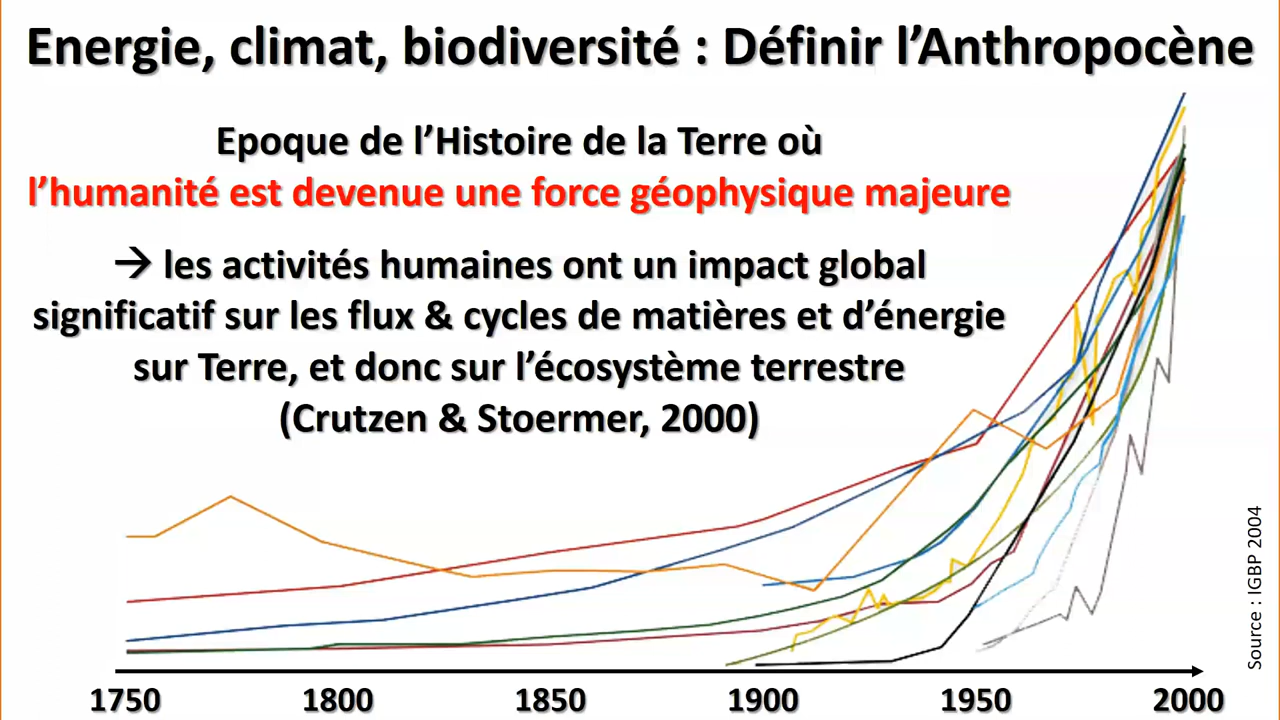 Energie, climat, biodiversité : Définir l’Anthropocène
Epoque de l’Histoire de la Terre où
l’humanité est devenue une force géophysique majeure
→ les activités humaines ont un impact global
significatif sur les flux & cycles de matières et d’énergie
sur Terre, et donc sur l’écosystème terrestre
(Crutzen & Stoermer, 2000)
Source : IGBP 2004
1750 1800 1850 1900 1950 2000